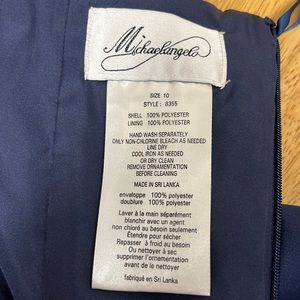 Michaelangelo
SIZE 10
STYLE : 8355
SHELL 100% POLYESTER
LINING 100% POLYESTER
HAND WASH SEPARATELY
ONLY NON-CHLORINE BLEACH AS NEEDED
LINE DRY
COOL IRON AS NEEDED
OR DRY CLEAN
REMOVE ORNAMENTATION
BEFORE CLEANING
MADE IN SRI LANKA
enveloppe 100% polyester
doublure 100% polyester
Laver à la main séparément
blanchir avec un agent
non chloré au besoin seulement
Étendre pour sécher
Repasser à froid au besoin
Ou nettoyer à sec
supprimer l'ornementation
avant de le nettoyer
fabriqué en Sri Lanka